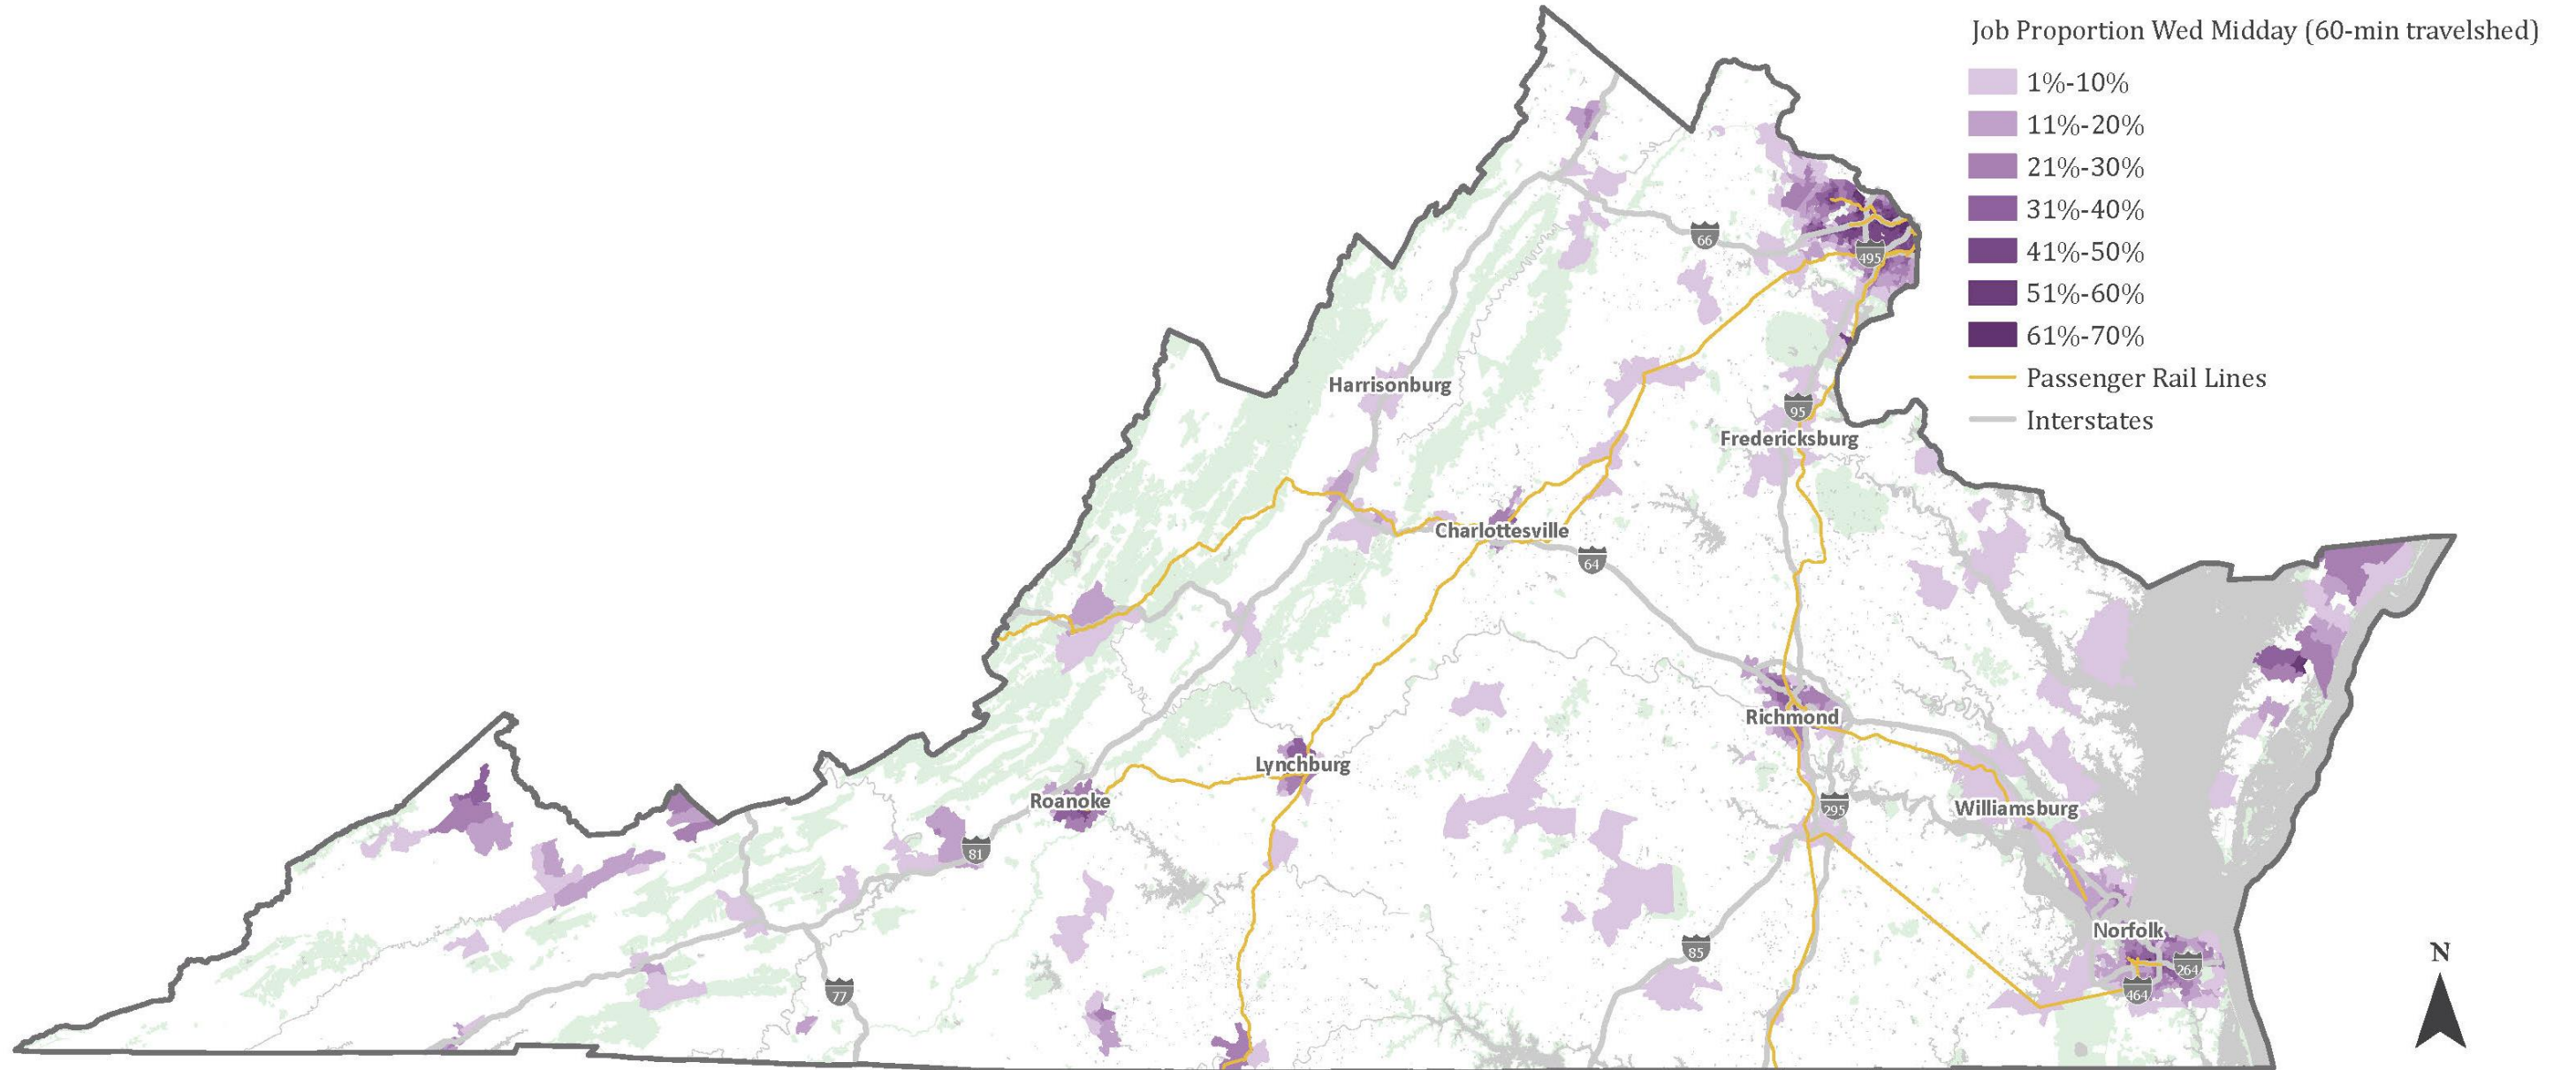 Job Proportion Wed Midday (60-min travelshed)
1%-10%
11%-20%
21%-30%
31%-40%
41%-50%
51%-60%
61%-70%
Passenger Rail Lines
Interstates
66
495
Harrisonburg
95
Fredericksburg
Charlottesville
64
Richmond
Lynchburg
Roanoke
295
Williamsburg
81
Norfolk
85
264
77
464
N